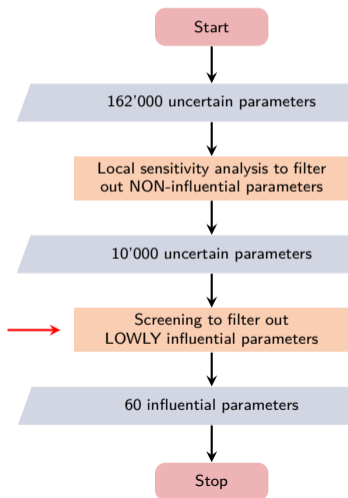 Start
162'000 uncertain parameters
Local sensitivity analysis to filter
out NON-influential parameters
10'000 uncertain parameters
Screening to filter out
LOWLY influential parameters
60 influential parameters
Stop